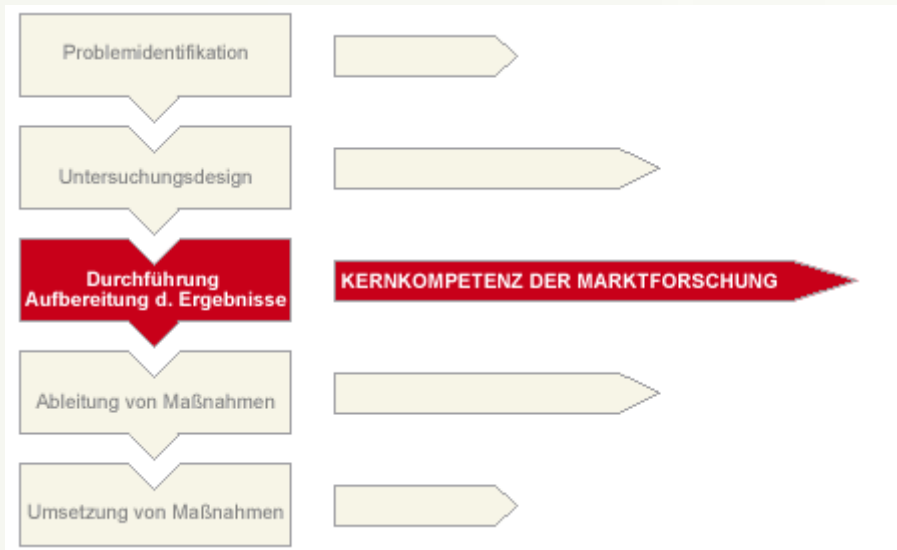 Problemidentifikation
Untersuchungsdesign
Durchführung
Aufbereitung d. Ergebnisse
KERNKOMPETENZ DER MARKTFORSCHUNG
Ableitung von Maßnahmen
Umsetzung von Maßnahmen